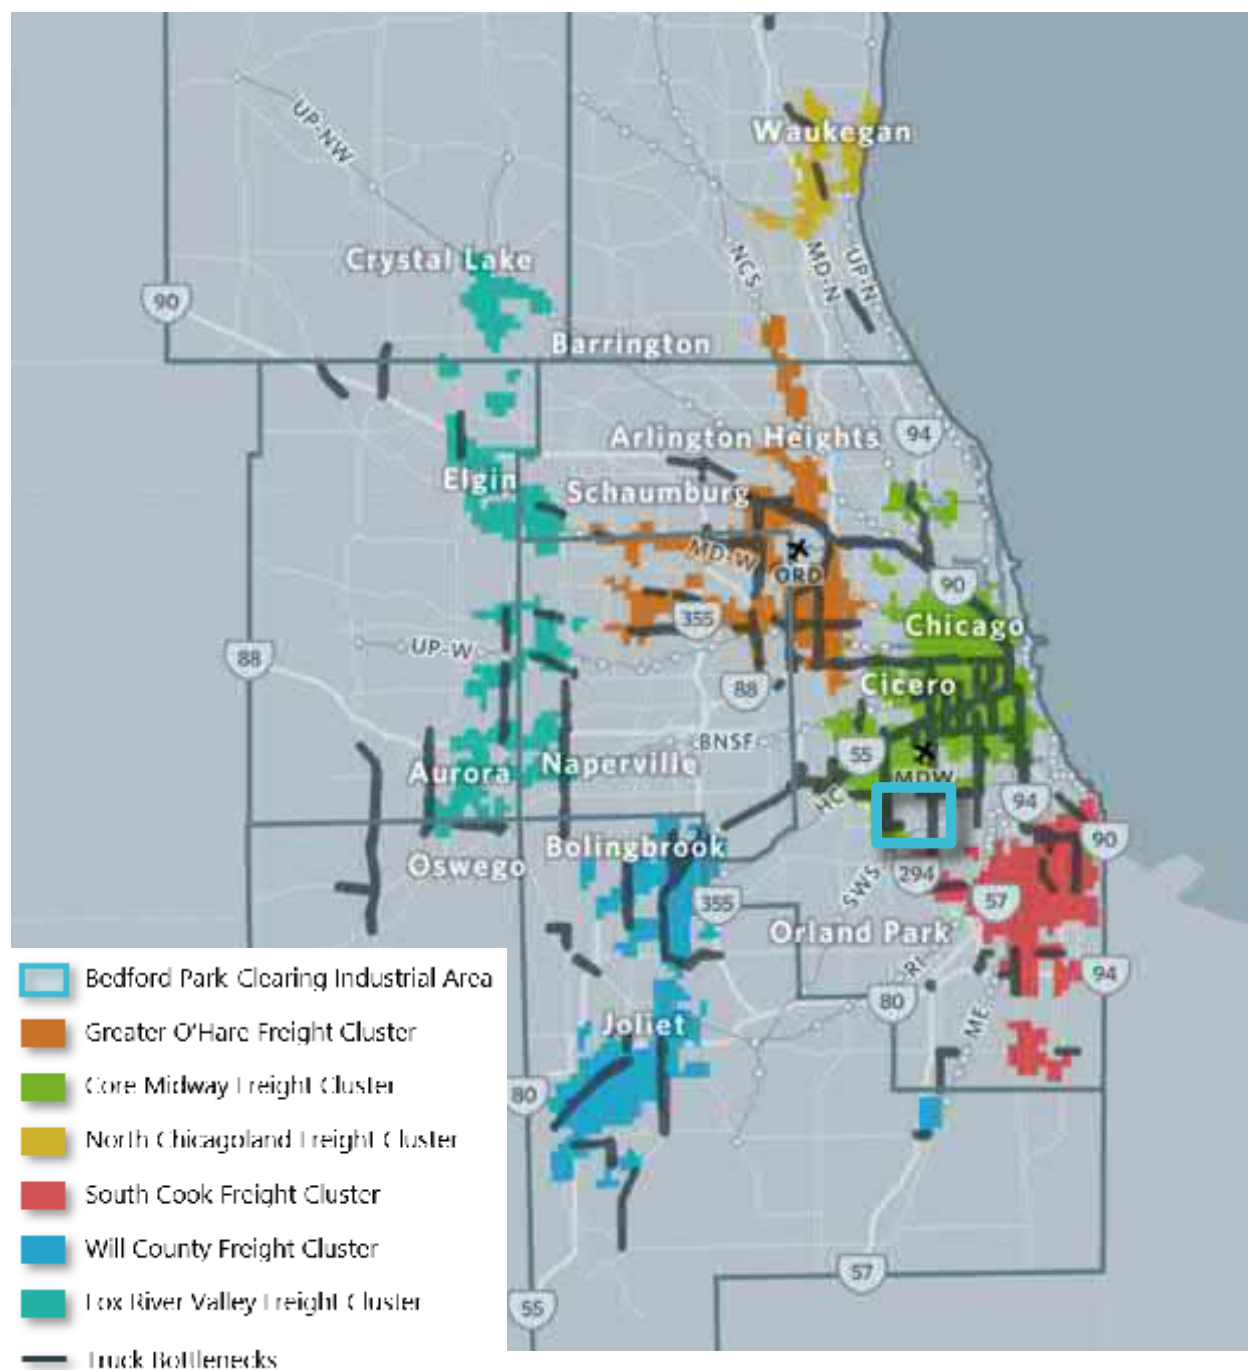 Waukegan
UP-NW
Crystal Lake
NCS
MD-N
UP-N
90
Barrington
Arlington Heights
94
Elgin
Schaumburg
MD-W
ORD
90
355
Chicago
UP-W
88
88
Cicero
BNSF
55
MDW
Aurora
Naperville
HC
94
90
Oswego
Bolingbrook
SWS
294
355
57
Orland Park
RI
94
80
ME
Joliet
80
57
55
Bedford Park Clearing Industrial Area
Greater O'Hare Freight Cluster
Core Midway Freight Cluster
North Chicagoland Freight Cluster
South Cook Freight Cluster
Will County Freight Cluster
Fox River Valley Freight Cluster
Truck Bottlenecks